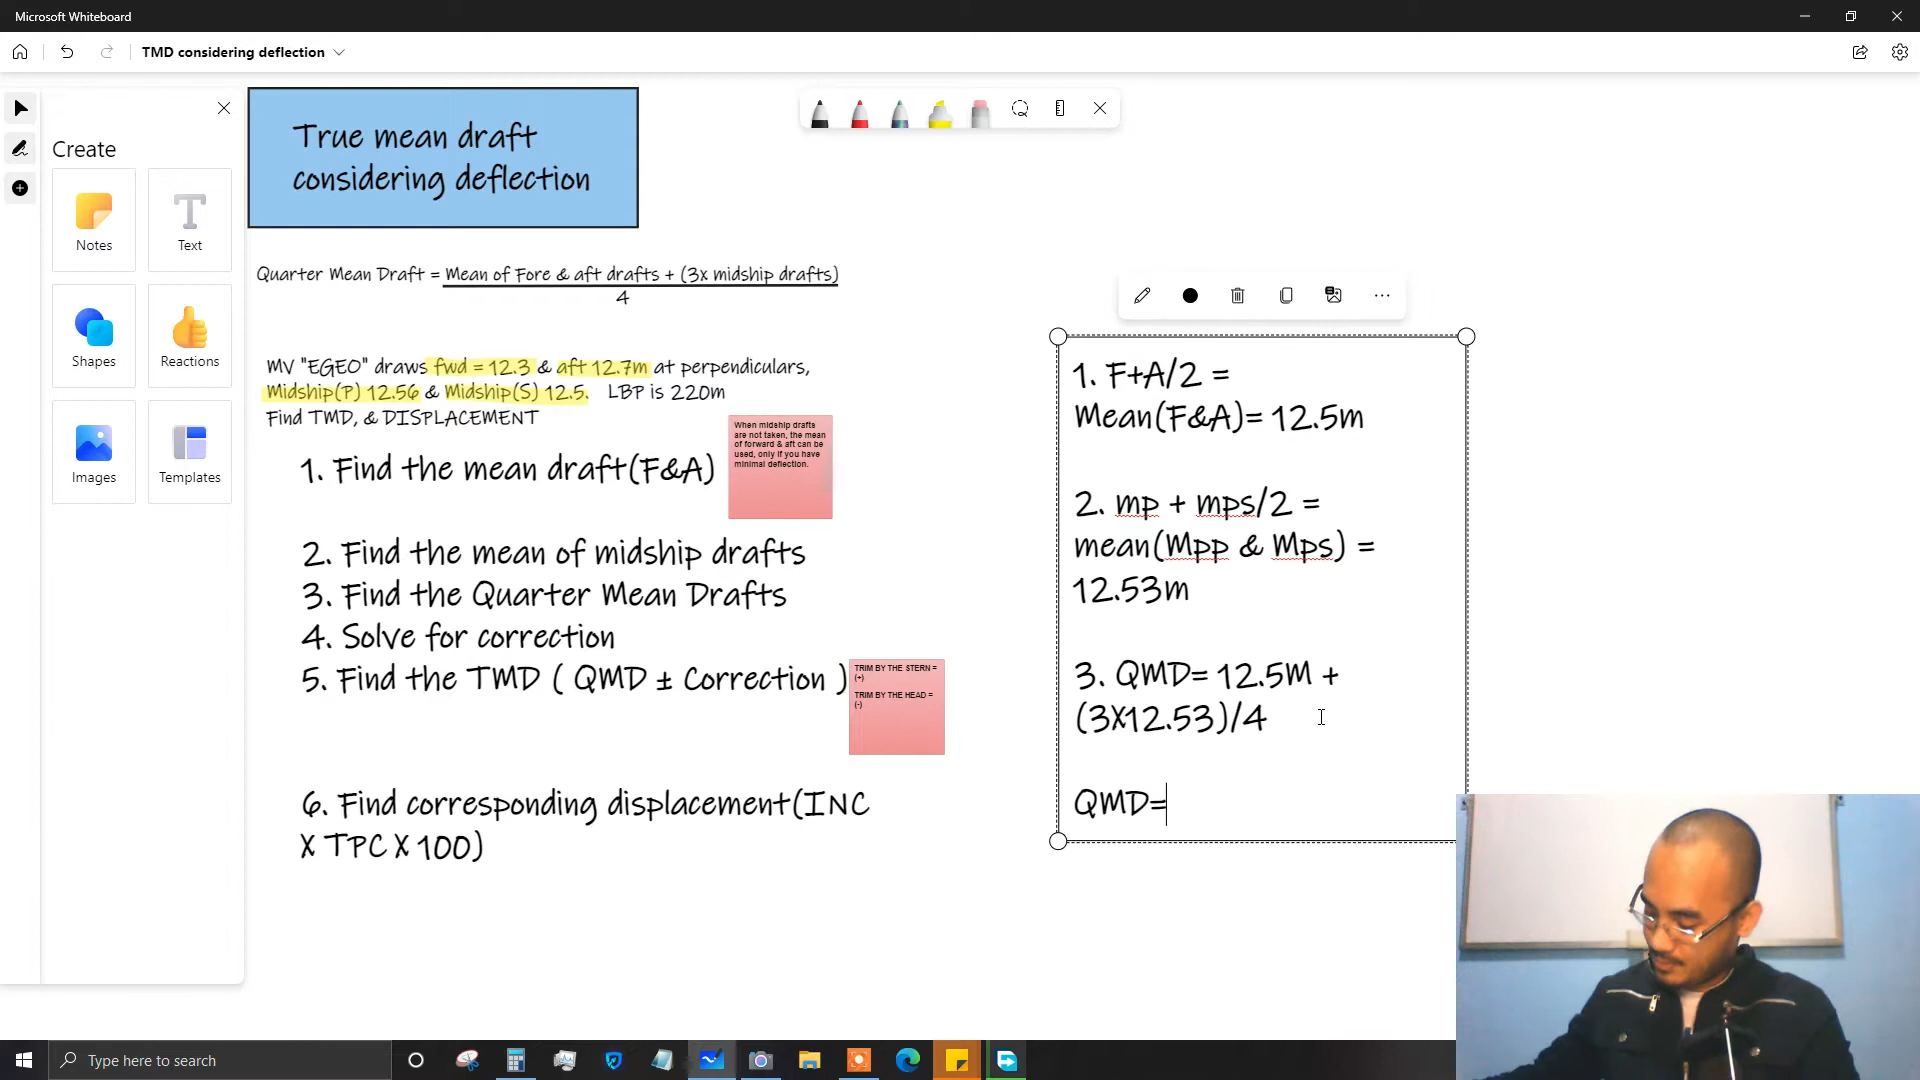 Microsoft Whiteboard
TMD considering deflection
Create
Notes
Text
Shapes
Reactions
Images
Templates
True mean draft
considering deflection
Quarter Mean Draft = Mean of Fore & aft drafts + (3x midship drafts)
4
MV "EGEO" draws fwd = 12.3 & aft 12.7m at perpendiculars,
Midship(P) 12.56 & Midship(S) 12.5. LBP is 220m
Find TMD, & DISPLACEMENT
When midship drafts
are not taken, the mean
of forward & aft can be
used, only if you have
minimal deflection.
1. Find the mean draft(F&A)
2. Find the mean of midship drafts
3. Find the Quarter Mean Drafts
4. Solve for correction
5. Find the TMD ( QMD ± Correction )
TRIM BY THE STERN =
(+)
TRIM BY THE HEAD =
(-)
6. Find corresponding displacement(INC
X TPC X 100)
1. F+A/2 =
Mean(F&A)= 12.5m
2. mp + mps/2 =
mean(Mpp & Mps) =
12.53m
3. QMD= 12.5M +
(3X12.53)/4
QMD=
Type here to search